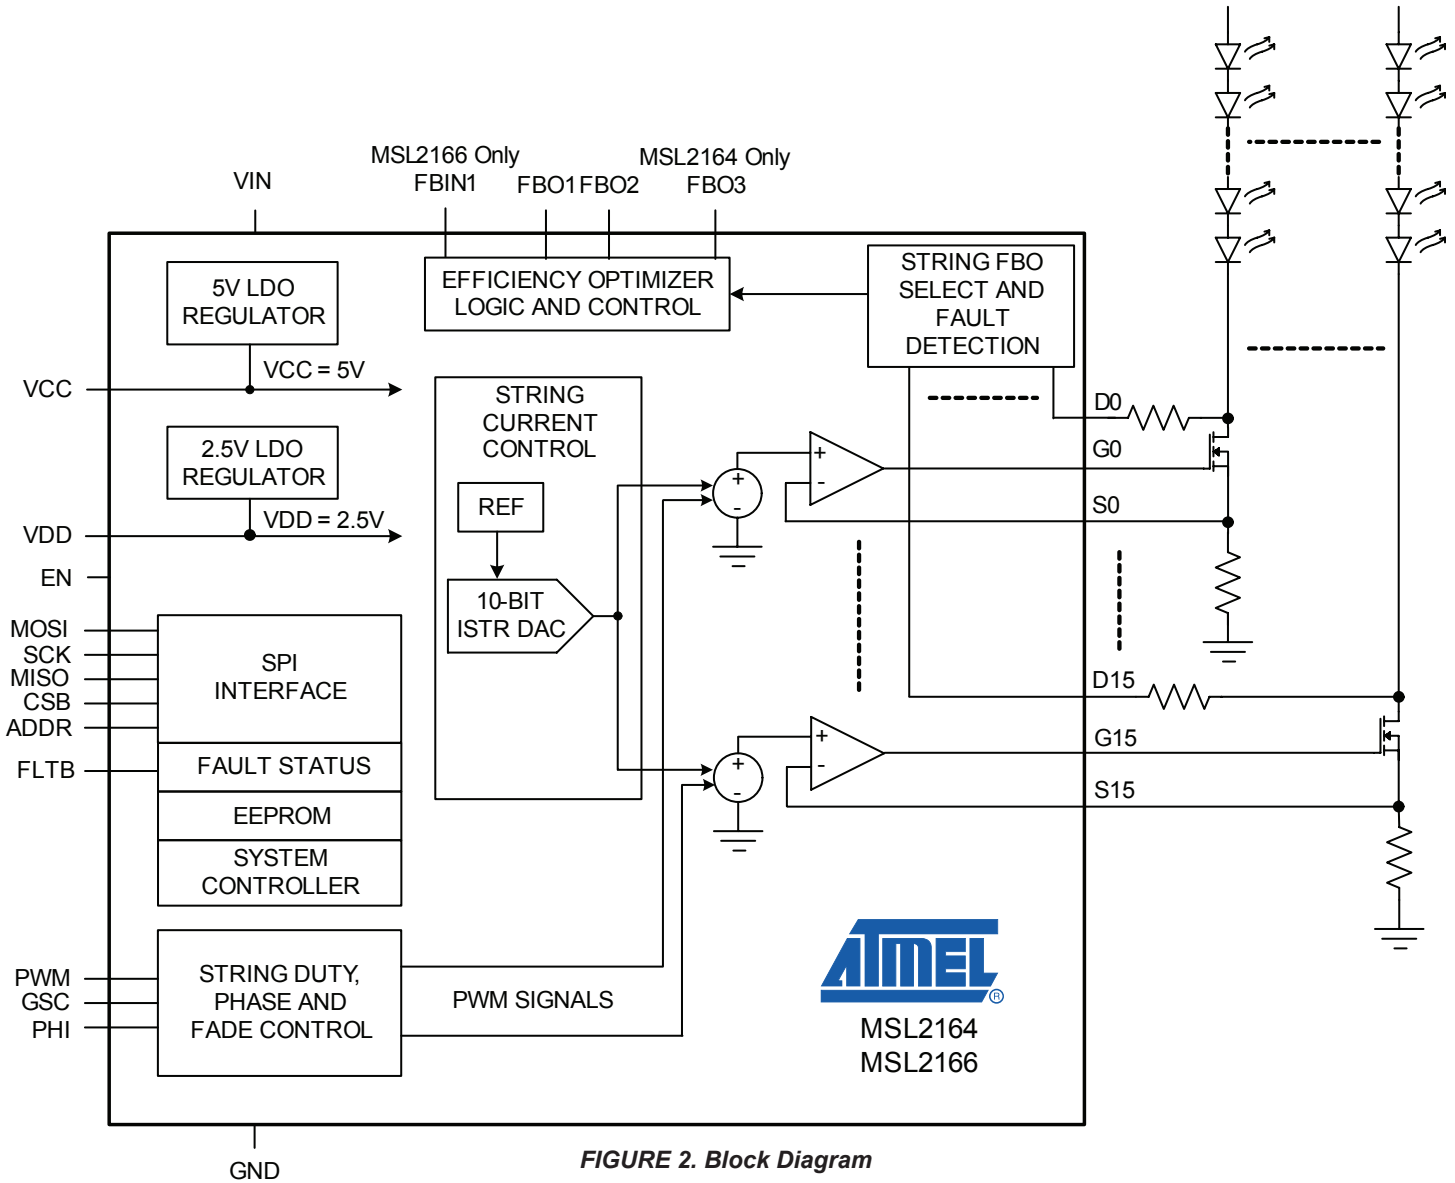 MSL2166 Only
FBIN1
FBO1
FBO2
MSL2164 Only
FBO3
VIN
5V LDO
REGULATOR
VCC = 5V
VCC
2.5V LDO
REGULATOR
VDD = 2.5V
VDD
EN
EFFICIENCY OPTIMIZER
LOGIC AND CONTROL
STRING FBO
SELECT AND
FAULT
DETECTION
STRING
CURRENT
CONTROL
REF
10-BIT
ISTR DAC
+
-
+
-
D0
G0
S0
MOSI
SCK
MISO
CSB
ADDR
FLTB
SPI
INTERFACE
FAULT STATUS
EEPROM
SYSTEM
CONTROLLER
+
-
+
-
D15
G15
S15
PWM
GSC
PHI
STRING DUTY,
PHASE AND
FADE CONTROL
PWM SIGNALS
ATMEL
®
MSL2164
MSL2166
GND
FIGURE 2. Block Diagram